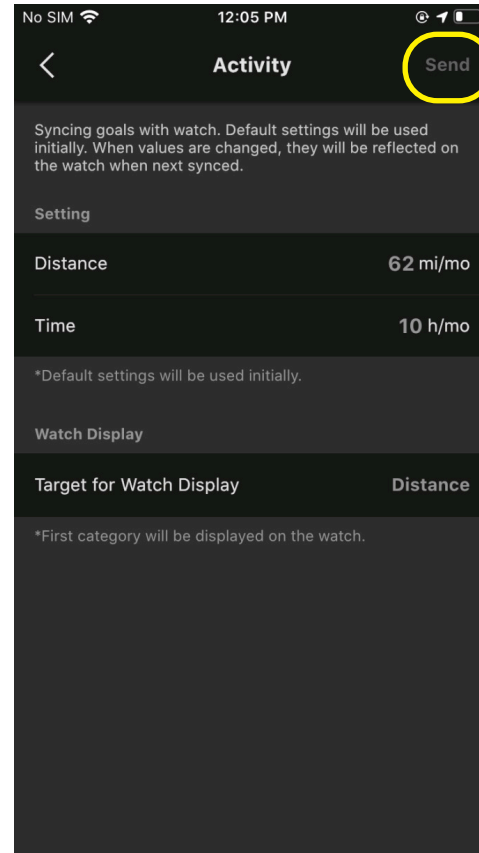 No SIM 12:05 PM
Activity Send
Syncing goals with watch. Default settings will be used
initially. When values are changed, they will be reflected on
the watch when next synced.
Setting
Distance 62 mi/mo
Time 10 h/mo
*Default settings will be used initially.
Watch Display
Target for Watch Display Distance
*First category will be displayed on the watch.